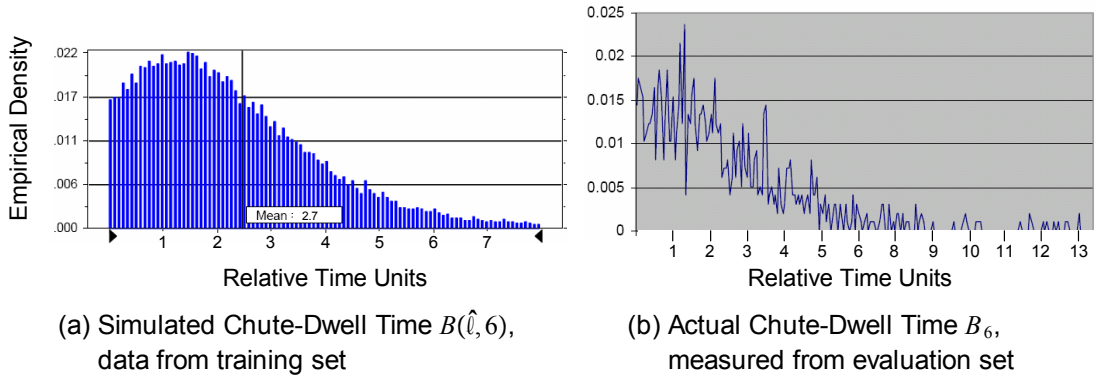 .022
.017
.011
.006
.000
Empirical Density
Mean : 2.7
1 2 3 4 5 6 7
Relative Time Units
(a) Simulated Chute-Dwell Time B(ℓ̂, 6),
data from training set
0.025
0.02
0.015
0.01
0.005
0
1 2 3 4 5 6 7 8 9 10 11 12 13
Relative Time Units
(b) Actual Chute-Dwell Time B₆,
measured from evaluation set